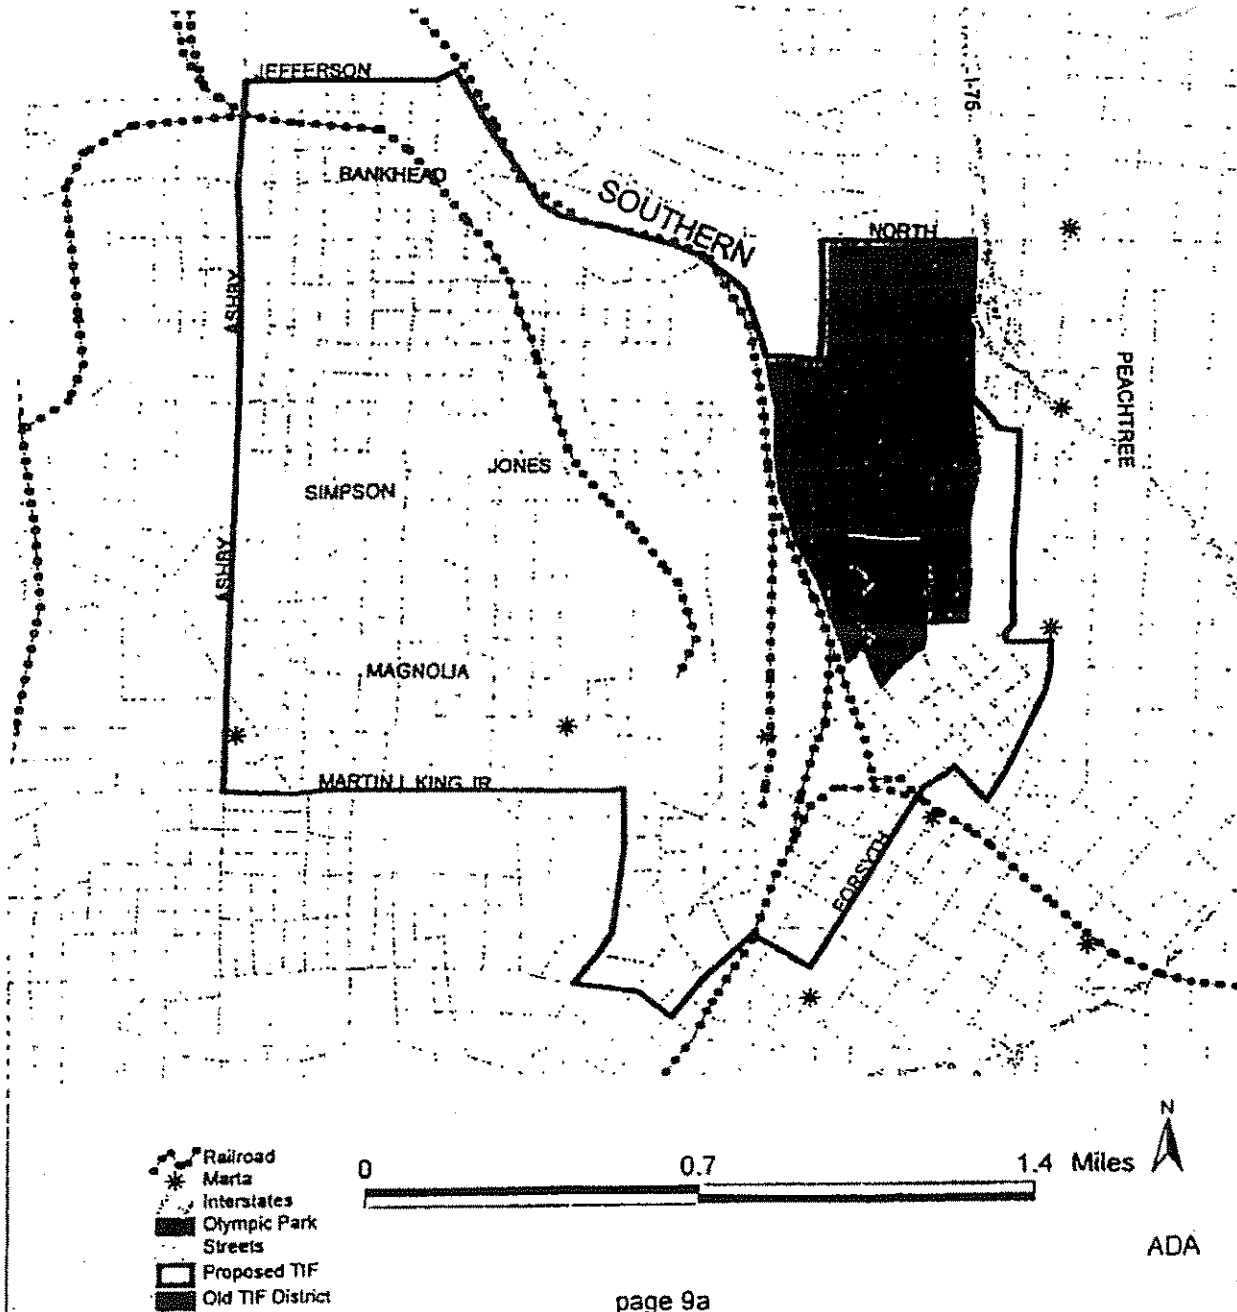 JEFFERSON
I-75
BANKHEAD
SOUTHERN
NORTH
ASHBY
PEACHTREE
JONES
SIMPSON
ASHBY
MAGNOLIA
MARTIN L KING JR
FORSYTH
N
Railroad
Marta
Interstates
Olympic Park
Streets
Proposed TIF
Old TIF District
0 0.7 1.4 Miles
ADA
page 9a